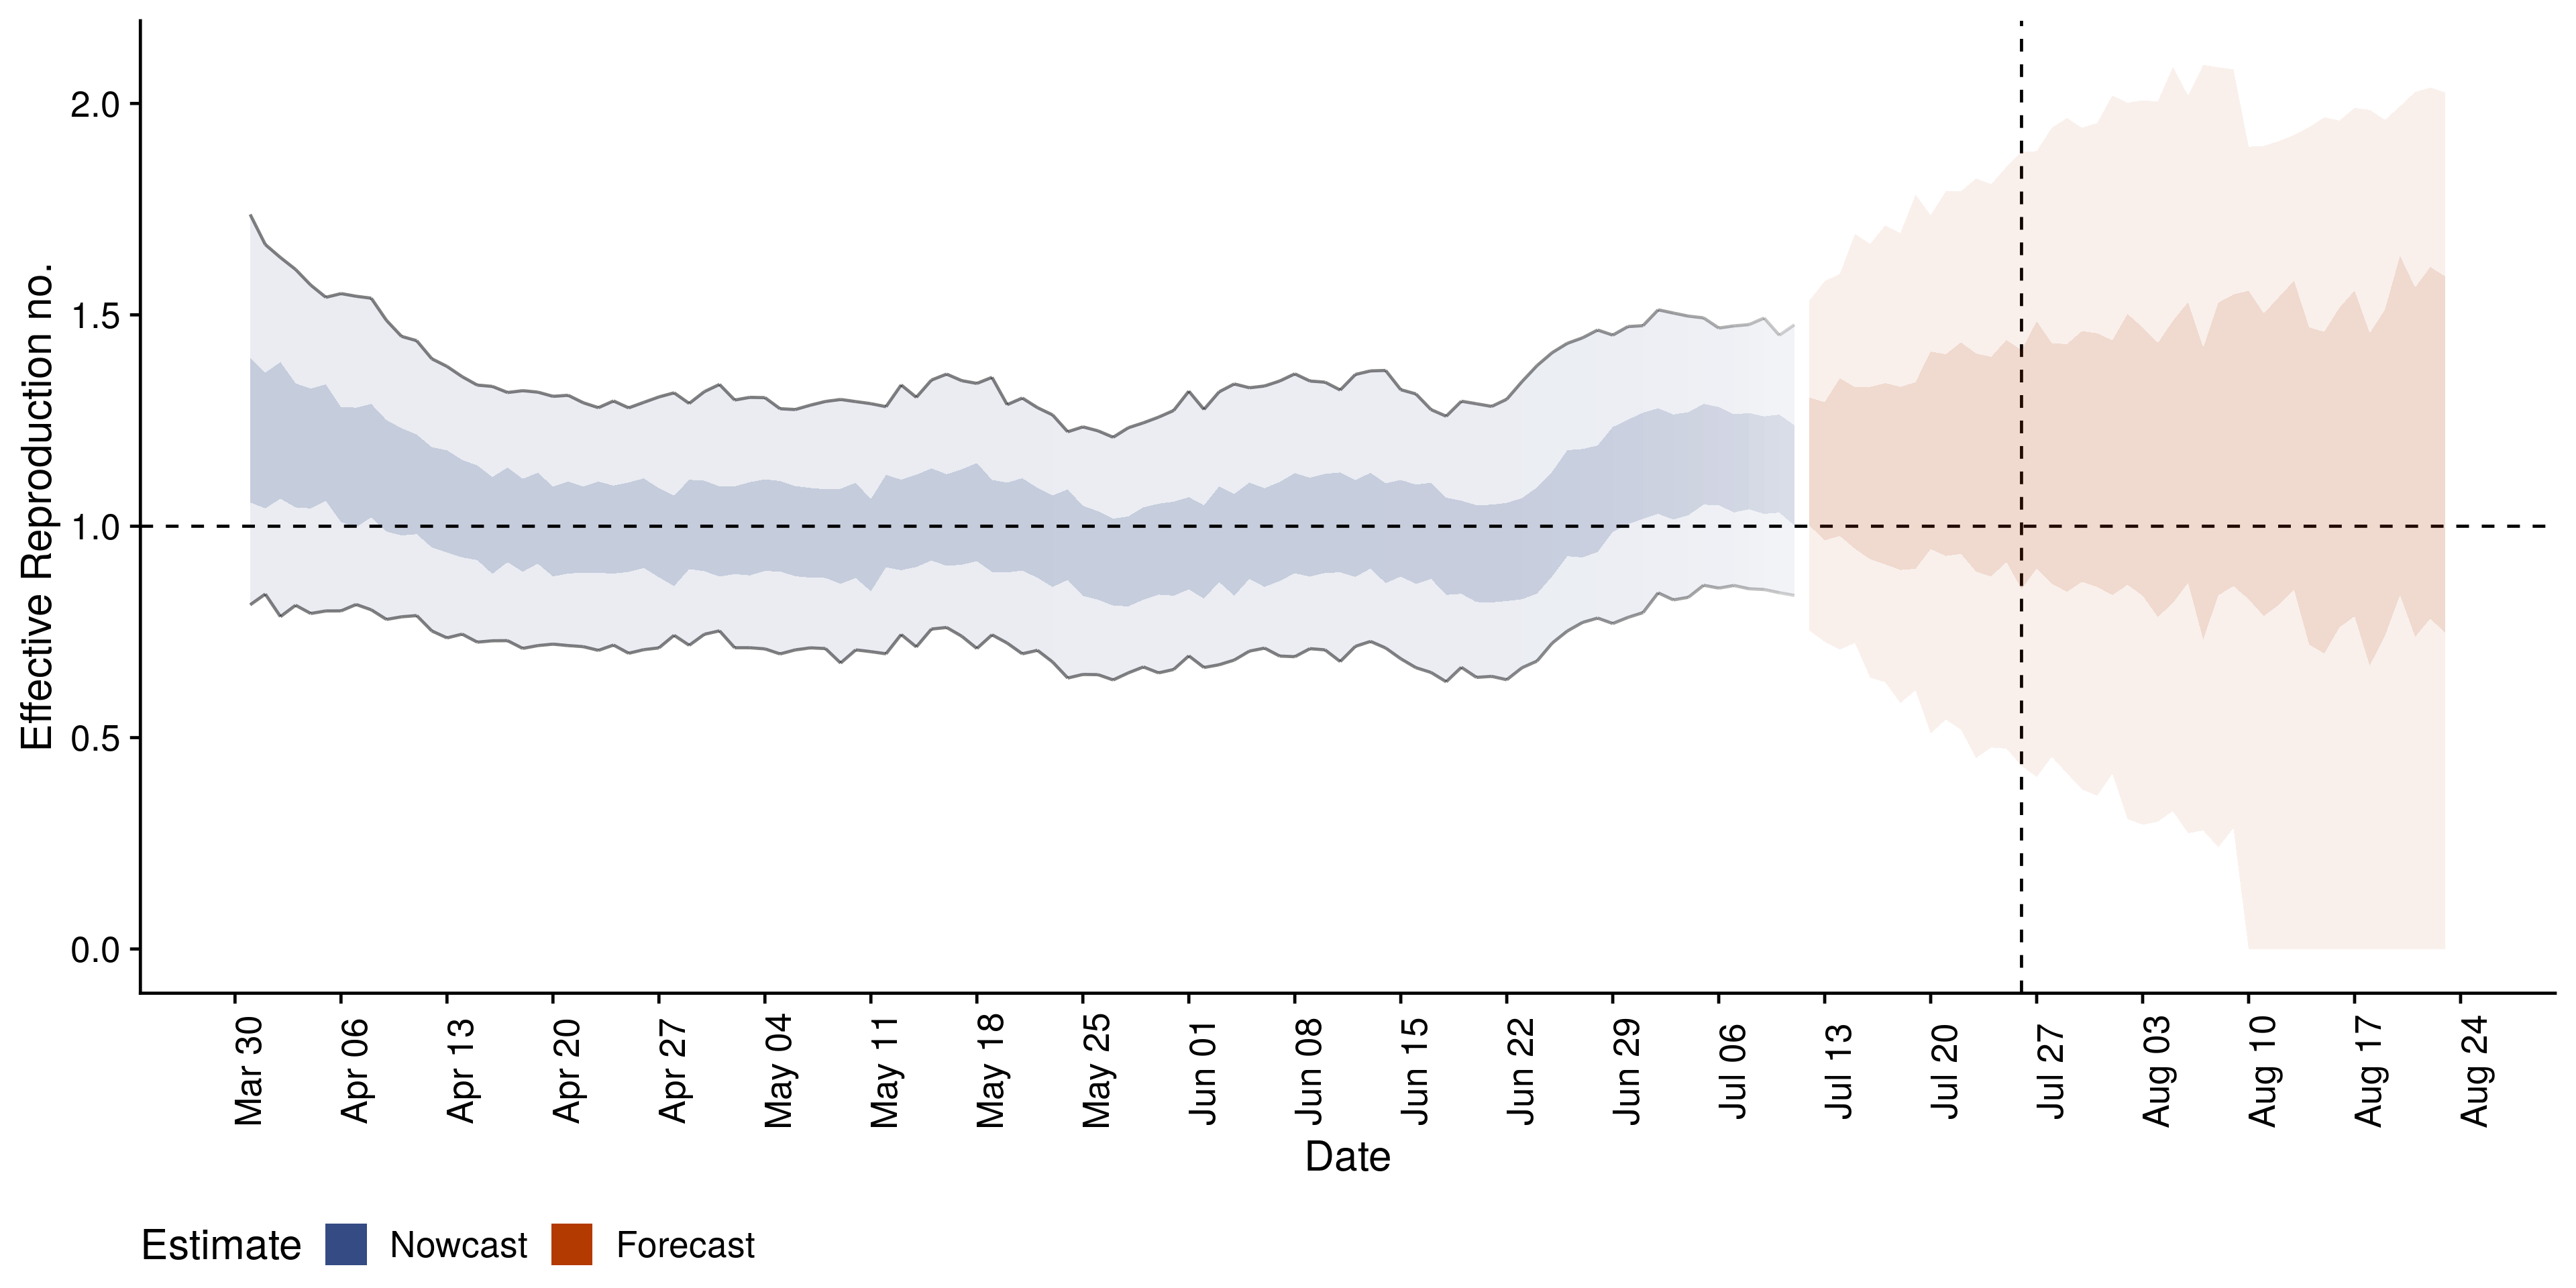 Effective Reproduction no.
2.0
1.5
1.0
0.5
0.0
Mar 30
Apr 06
Apr 13
Apr 20
Apr 27
May 04
May 11
May 18
May 25
Jun 01
Jun 08
Jun 15
Jun 22
Jun 29
Jul 06
Jul 13
Jul 20
Jul 27
Aug 03
Aug 10
Aug 17
Aug 24
Date
Estimate Nowcast Forecast